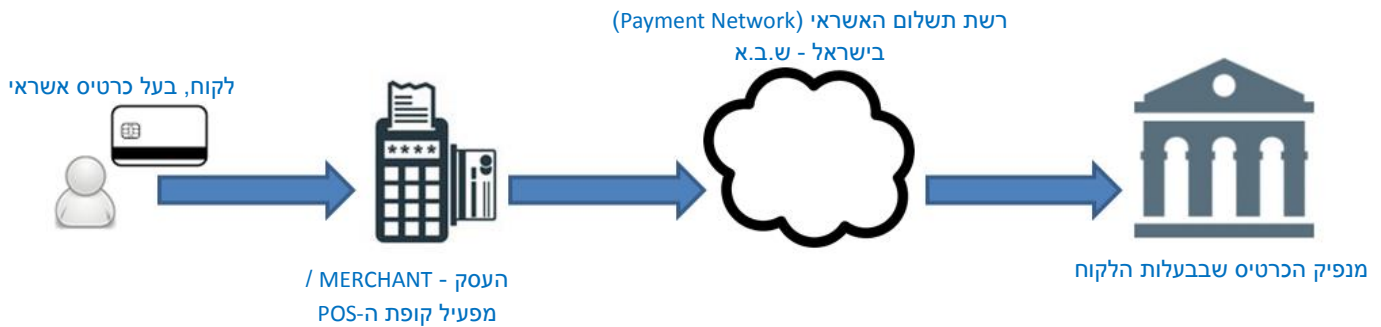 רשת תשלום האשראי (Payment Network)
בישראל - ש.ב.א
לקוח, בעל כרטיס אשראי
****
העסק - MERCHANT /
מפעיל קופת ה-POS
מנפיק הכרטיס שבבעלות הלקוח